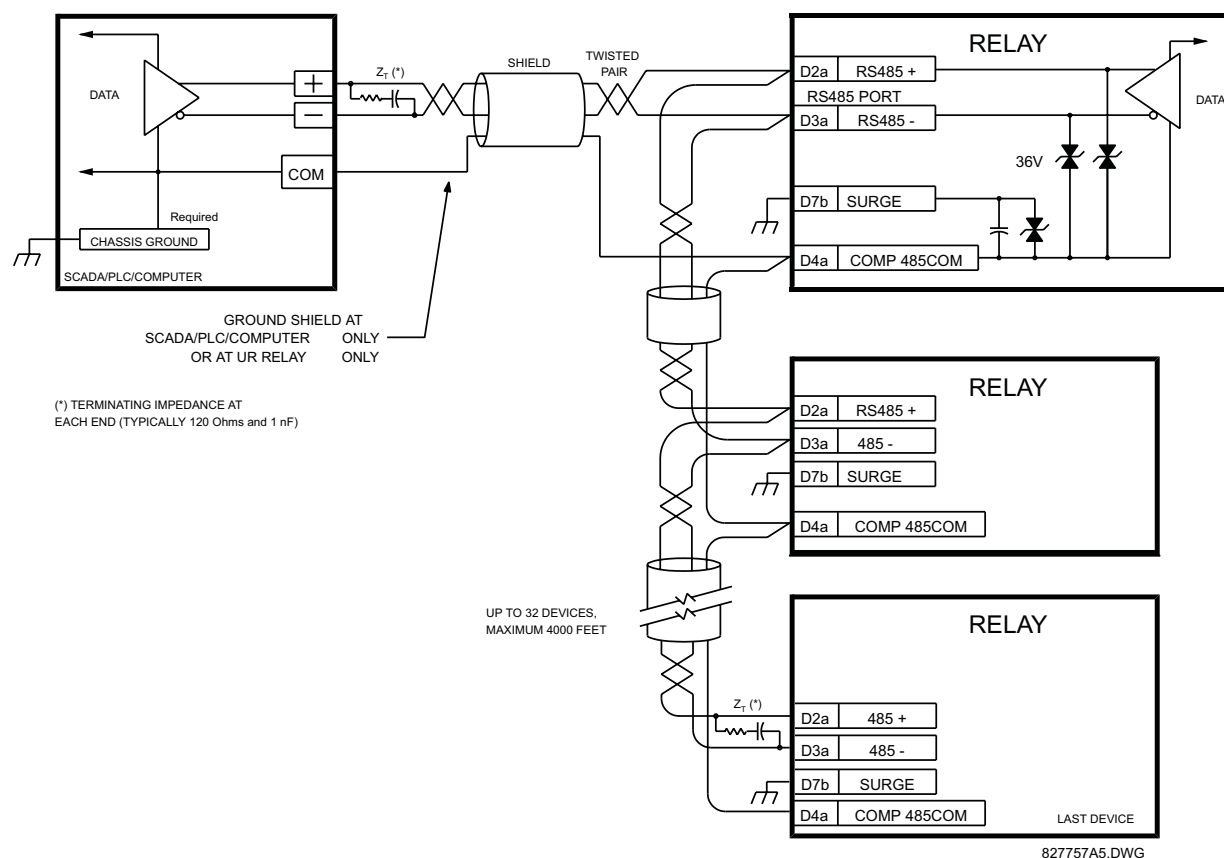 DATA
Z_T (*)
+
−
COM
Required
CHASSIS GROUND
SCADA/PLC/COMPUTER
SHIELD
TWISTED
PAIR
GROUND SHIELD AT
SCADA/PLC/COMPUTER ONLY
OR AT UR RELAY ONLY
(*) TERMINATING IMPEDANCE AT
EACH END (TYPICALLY 120 Ohms and 1 nF)
RELAY
D2a RS485 +
RS485 PORT
D3a RS485 -
DATA
36V
D7b SURGE
D4a COMP 485COM
RELAY
D2a RS485 +
D3a 485 -
D7b SURGE
D4a COMP 485COM
UP TO 32 DEVICES,
MAXIMUM 4000 FEET
RELAY
Z_T (*)
D2a 485 +
D3a 485 -
D7b SURGE
D4a COMP 485COM
LAST DEVICE
827757A5.DWG